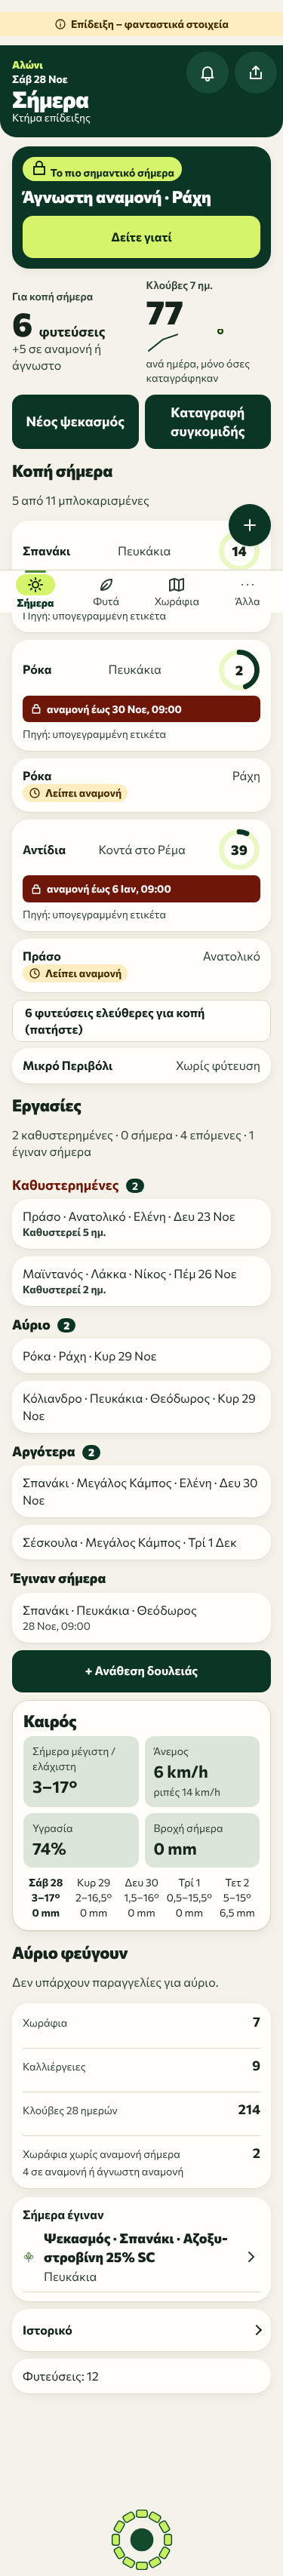 Επίδειξη – φανταστικά στοιχεία
Αλώνι
Σάβ 28 Νοε
Σήμερα
Κτήμα επίδειξης
Το πιο σημαντικό σήμερα
Άγνωστη αναμονή · Ράχη
Δείτε γιατί
Για κοπή σήμερα
6 φυτεύσεις
+5 σε αναμονή ή
άγνωστο
Κλούβες 7 ημ.
77
ανά ημέρα, μόνο όσες
καταγράφηκαν
Νέος ψεκασμός
Καταγραφή
συγκομιδής
Κοπή σήμερα
5 από 11 μπλοκαρισμένες
Σπανάκι Πευκάκια 14
Σήμερα
Φυτά
Χωράφια
Άλλα
Πηγή: υπογεγραμμένη ετικέτα
Ρόκα Πευκάκια 2
αναμονή έως 30 Νοε, 09:00
Πηγή: υπογεγραμμένη ετικέτα
Ρόκα Ράχη
Λείπει αναμονή
Αντίδια Κοντά στο Ρέμα 39
αναμονή έως 6 Ιαν, 09:00
Πηγή: υπογεγραμμένη ετικέτα
Πράσο Ανατολικό
Λείπει αναμονή
6 φυτεύσεις ελεύθερες για κοπή
(πατήστε)
Μικρό Περιβόλι Χωρίς φύτευση
Εργασίες
2 καθυστερημένες · 0 σήμερα · 4 επόμενες · 1
έγιναν σήμερα
Καθυστερημένες 2
Πράσο · Ανατολικό · Ελένη · Δευ 23 Νοε
Καθυστερεί 5 ημ.
Μαϊντανός · Λάκκα · Νίκος · Πέμ 26 Νοε
Καθυστερεί 2 ημ.
Αύριο 2
Ρόκα · Ράχη · Κυρ 29 Νοε
Κόλιανδρο · Πευκάκια · Θεόδωρος · Κυρ 29
Νοε
Αργότερα 2
Σπανάκι · Μεγάλος Κάμπος · Ελένη · Δευ 30
Νοε
Σέσκουλα · Μεγάλος Κάμπος · Τρί 1 Δεκ
Έγιναν σήμερα
Σπανάκι · Πευκάκια · Θεόδωρος
28 Νοε, 09:00
+ Ανάθεση δουλειάς
Καιρός
Σήμερα μέγιστη /
ελάχιστη
3–17°
Άνεμος
6 km/h
ριπές 14 km/h
Υγρασία
74%
Βροχή σήμερα
0 mm
Σάβ 28 Κυρ 29 Δευ 30 Τρί 1 Τετ 2
3–17° 2–16,5° 1,5–16° 0,5–15,5° 5–15°
0 mm 0 mm 0 mm 0 mm 6,5 mm
Αύριο φεύγουν
Δεν υπάρχουν παραγγελίες για αύριο.
Χωράφια 7
Καλλιέργειες 9
Κλούβες 28 ημερών 214
Χωράφια χωρίς αναμονή σήμερα 2
4 σε αναμονή ή άγνωστη αναμονή
Σήμερα έγιναν
Ψεκασμός · Σπανάκι · Αζοξυ-
στροβίνη 25% SC
Πευκάκια
Ιστορικό
Φυτεύσεις: 12